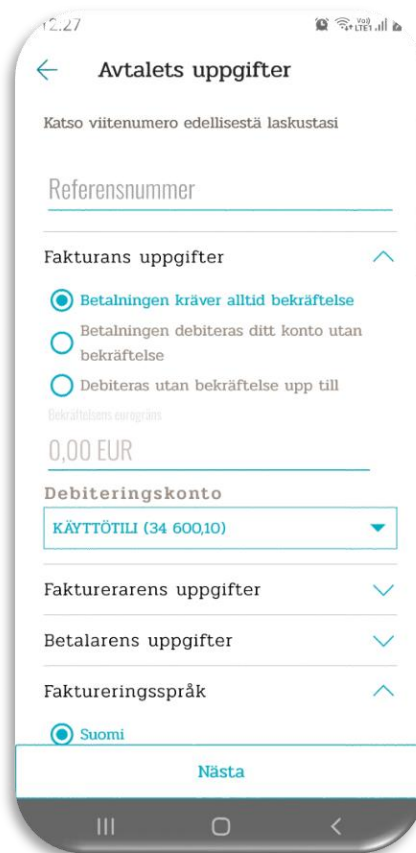 12.27
LTE1
Avtalets uppgifter
Katso viitenumero edellisestä laskustasi
Referensnummer
Fakturans uppgifter
Betalningen kräver alltid bekräftelse
Betalningen debiteras ditt konto utan
bekräftelse
Debiteras utan bekräftelse upp till
Bekräftelsens eurogräns
0,00 EUR
Debiteringskonto
KÄYTTÖTILI (34 600,10)
Fakturerarens uppgifter
Betalarens uppgifter
Faktureringsspråk
Suomi
Nästa